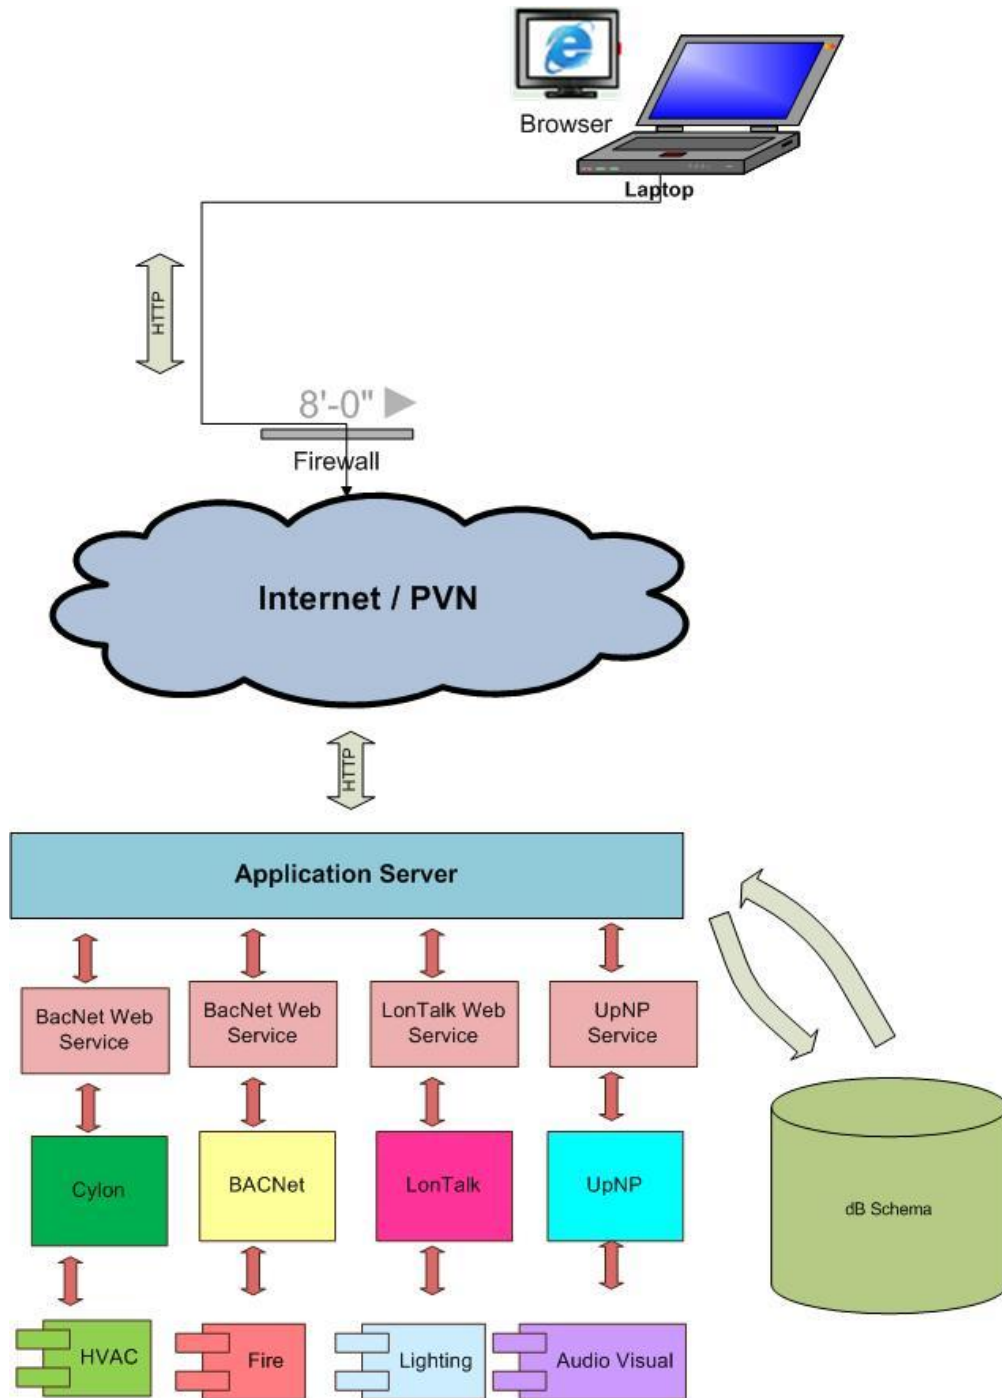 Browser
Laptop
HTTP
8'-0"
Firewall
Internet / PVN
HTTP
Application Server
BacNet Web
Service
BacNet Web
Service
LonTalk Web
Service
UpNP
Service
Cylon
BACNet
LonTalk
UpNP
dB Schema
HVAC
Fire
Lighting
Audio Visual